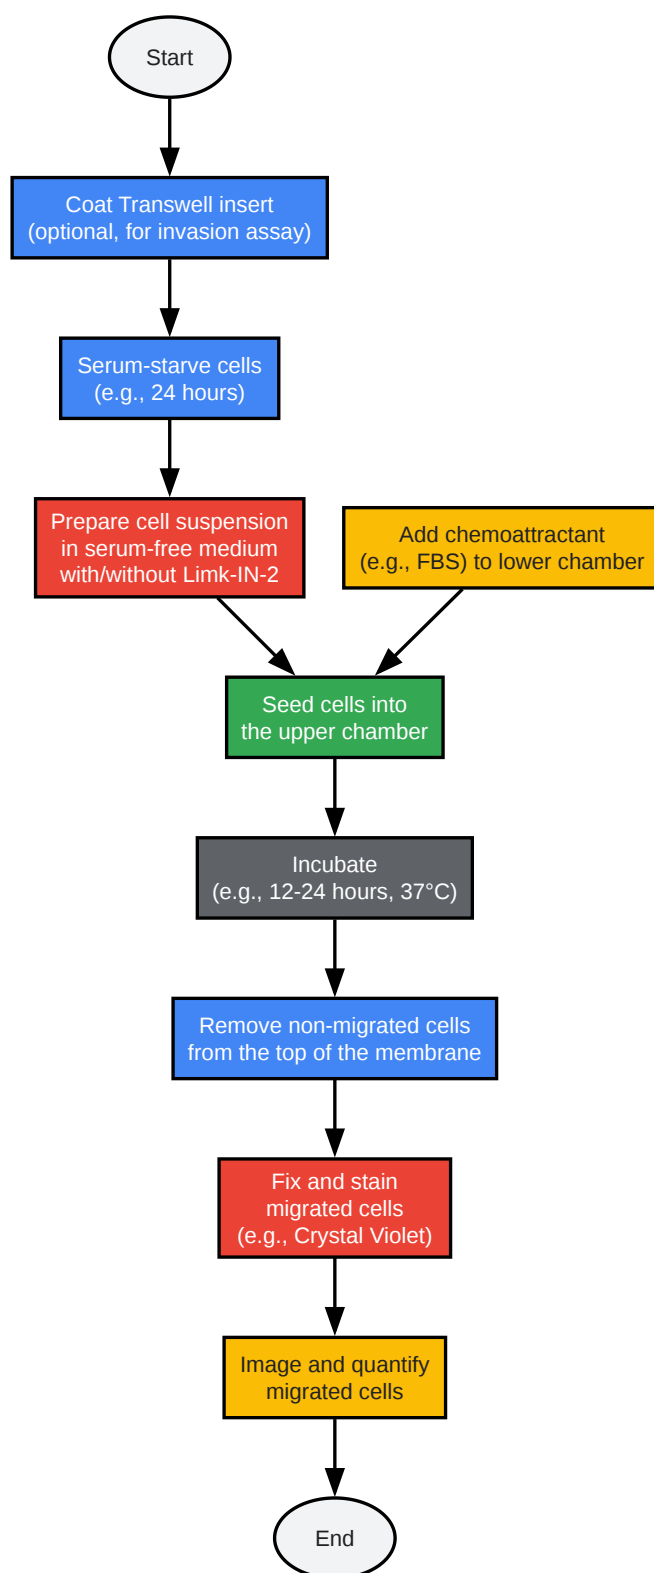 Start
Coat Transwell insert
(optional, for invasion assay)
Serum-starve cells
(e.g., 24 hours)
Prepare cell suspension
in serum-free medium
with/without Limk-IN-2
Add chemoattractant
(e.g., FBS) to lower chamber
Seed cells into
the upper chamber
Incubate
(e.g., 12-24 hours, 37°C)
Remove non-migrated cells
from the top of the membrane
Fix and stain
migrated cells
(e.g., Crystal Violet)
Image and quantify
migrated cells
End